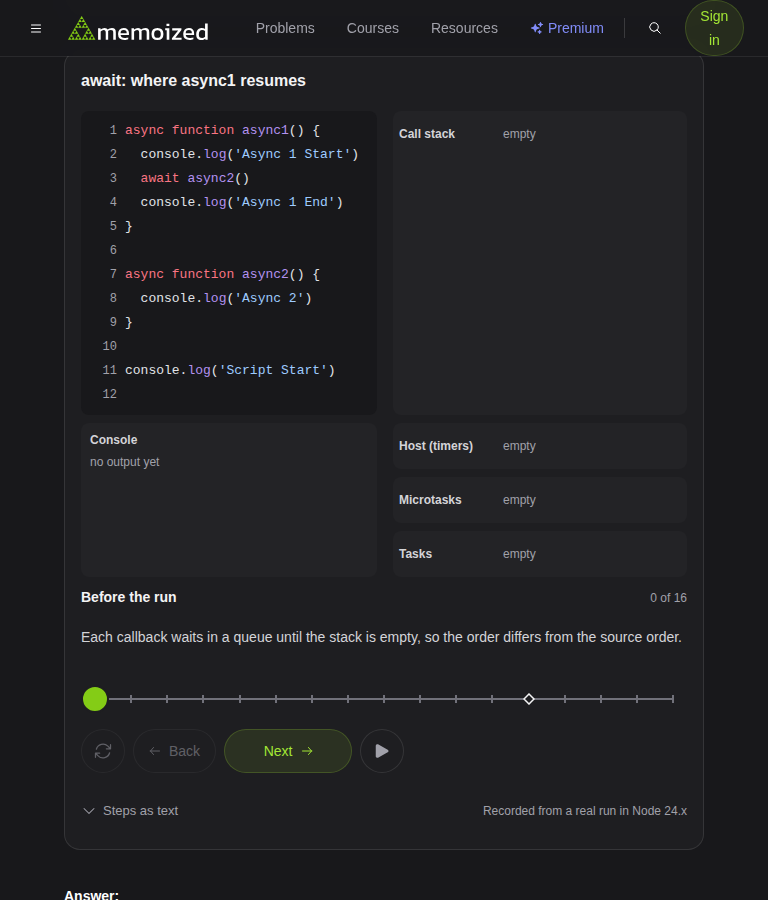 memoized
Problems
Courses
Resources
Premium
Sign in
await: where async1 resumes
1 async function async1() {
2   console.log('Async 1 Start')
3   await async2()
4   console.log('Async 1 End')
5 }
6
7 async function async2() {
8   console.log('Async 2')
9 }
10
11 console.log('Script Start')
12
Call stack empty
Console
no output yet
Host (timers) empty
Microtasks empty
Tasks empty
Before the run 0 of 16
Each callback waits in a queue until the stack is empty, so the order differs from the source order.
Back
Next
Steps as text
Recorded from a real run in Node 24.x
Answer: